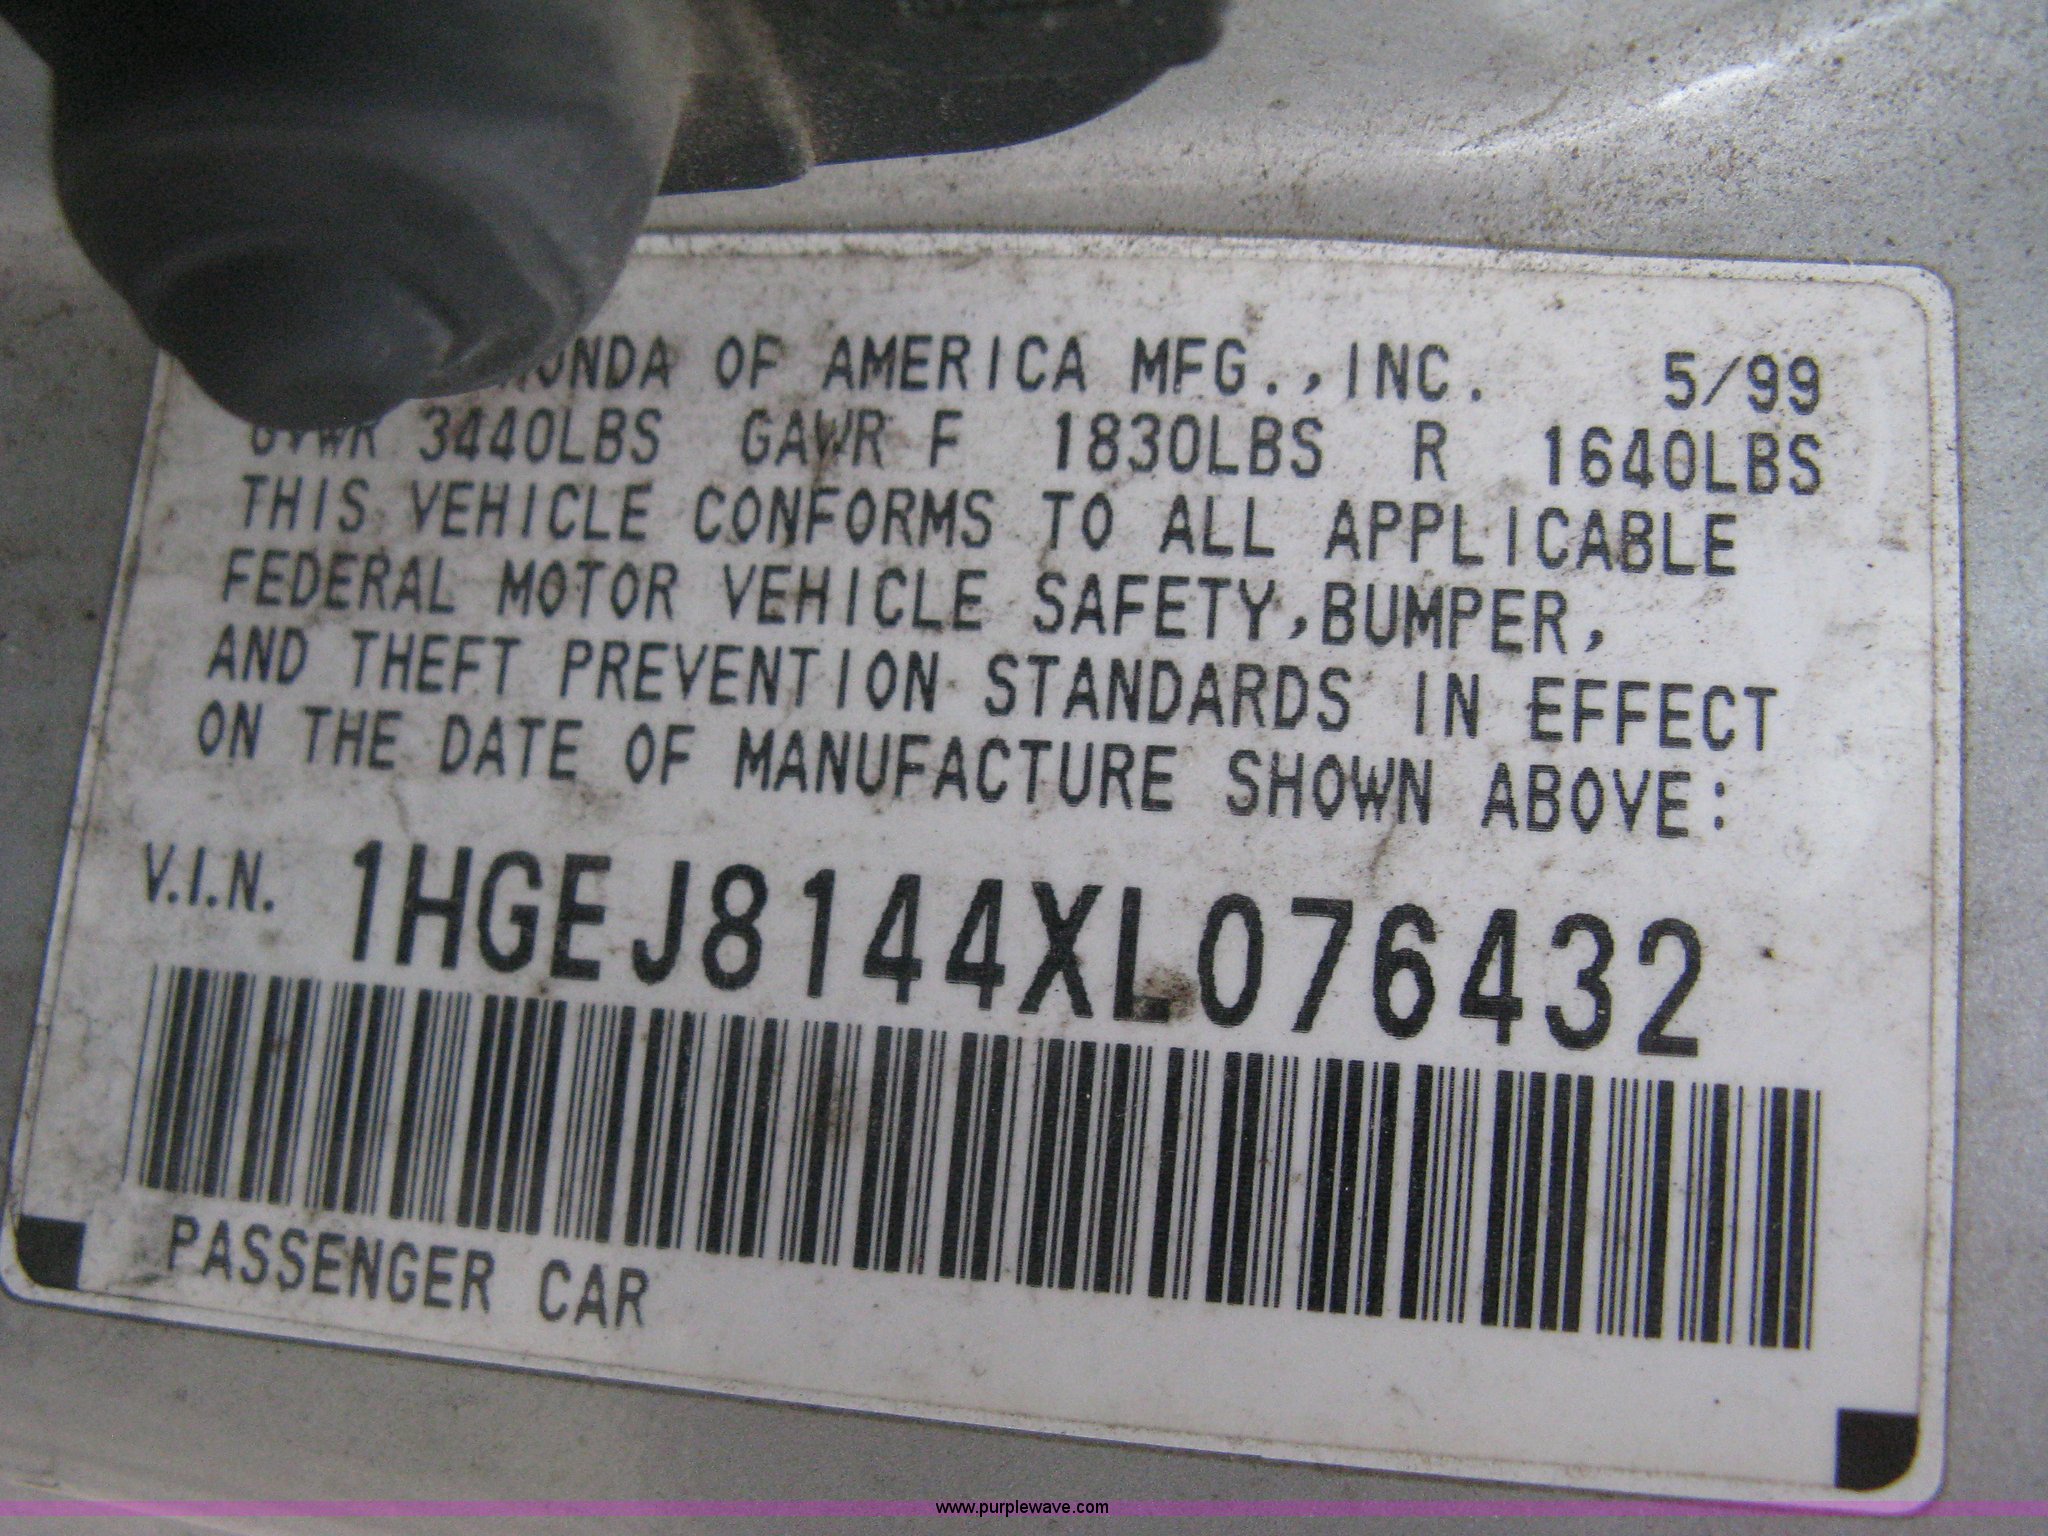 HONDA OF AMERICA MFG.,INC. 5/99
GVWR 3440LBS GAWR F 1830LBS R 1640LBS
THIS VEHICLE CONFORMS TO ALL APPLICABLE
FEDERAL MOTOR VEHICLE SAFETY,BUMPER,
AND THEFT PREVENTION STANDARDS IN EFFECT
ON THE DATE OF MANUFACTURE SHOWN ABOVE:
V.I.N. 1HGEJ8144XL076432
PASSENGER CAR
www.purplewave.com